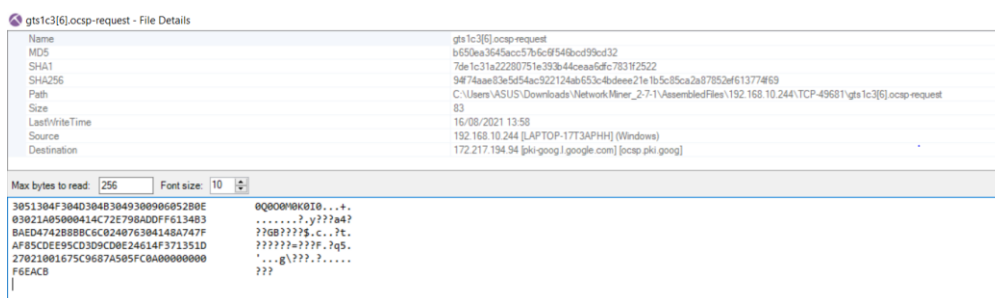 gts1c3[6].ocsp-request - File Details
Name gts1c3[6].ocsp-request
MD5 b650ea3645acc57b6c6f546bcd99cd32
SHA1 7de1c31a22280751e393b44ceaa6dfc7831f2522
SHA256 94f74aae83e5d54ac922124ab653c4bdeee21e1b5c85ca2a87852ef613774f69
Path C:\Users\ASUS\Downloads\NetworkMiner_2-7-1\AssembledFiles\192.168.10.244\TCP-49681\gts1c3[6].ocsp-request
Size 83
LastWriteTime 16/08/2021 13:58
Source 192.168.10.244 [LAPTOP-17T3APHH] (Windows)
Destination 172.217.194.94 [pki-goog.l.google.com] [ocsp.pki.goog]
Max bytes to read: 256 Font size: 10
3051304F304D304B3049300906052B0E 0Q0O0M0K0I0...+.
03021A05000414C72E798ADDFF6134B3 .......?.y???a4?
BAED4742B8BBC6C024076304148A747F ??GB????$.c..?t.
AF85CDEE95CD3D9CD0E24614F371351D ??????=???F.?q5.
27021001675C9687A505FC0A00000000 '...g\???.?.....
F6EACB ???